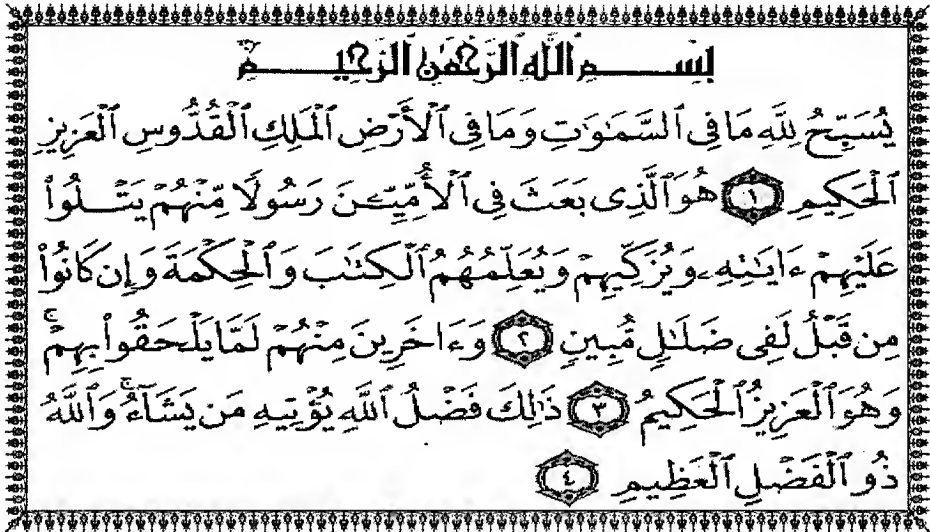 بِسْمِ ٱللَّهِ ٱلرَّحْمَٰنِ ٱلرَّحِيمِ
يُسَبِّحُ لِلَّهِ مَا فِى ٱلسَّمَٰوَٰتِ وَمَا فِى ٱلْأَرْضِ ٱلْمَلِكِ ٱلْقُدُّوسِ ٱلْعَزِيزِ
ٱلْحَكِيمِ ١ هُوَ ٱلَّذِى بَعَثَ فِى ٱلْأُمِّيِّـۧنَ رَسُولًا مِّنْهُمْ يَتْلُوا۟
عَلَيْهِمْ ءَايَٰتِهِۦ وَيُزَكِّيهِمْ وَيُعَلِّمُهُمُ ٱلْكِتَٰبَ وَٱلْحِكْمَةَ وَإِن كَانُوا۟
مِن قَبْلُ لَفِى ضَلَٰلٍ مُّبِينٍ ٢ وَءَاخَرِينَ مِنْهُمْ لَمَّا يَلْحَقُوا۟ بِهِمْ ۚ
وَهُوَ ٱلْعَزِيزُ ٱلْحَكِيمُ ٣ ذَٰلِكَ فَضْلُ ٱللَّهِ يُؤْتِيهِ مَن يَشَآءُ ۚ وَٱللَّهُ
ذُو ٱلْفَضْلِ ٱلْعَظِيمِ ٤